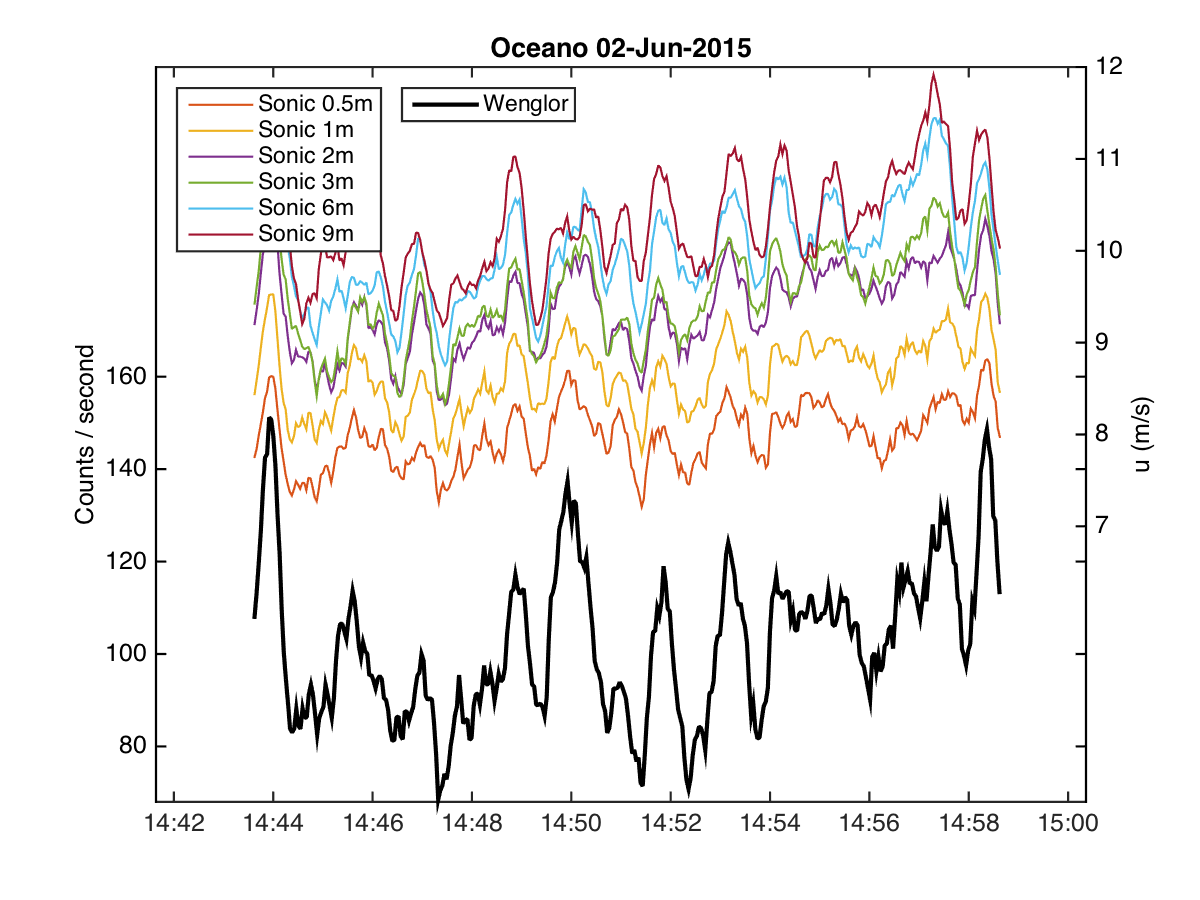 Oceano 02-Jun-2015
Sonic 0.5m
Sonic 1m
Sonic 2m
Sonic 3m
Sonic 6m
Sonic 9m
Wenglor
Counts / second
160
140
120
100
80
12
11
10
9
8
7
u (m/s)
14:42 14:44 14:46 14:48 14:50 14:52 14:54 14:56 14:58 15:00